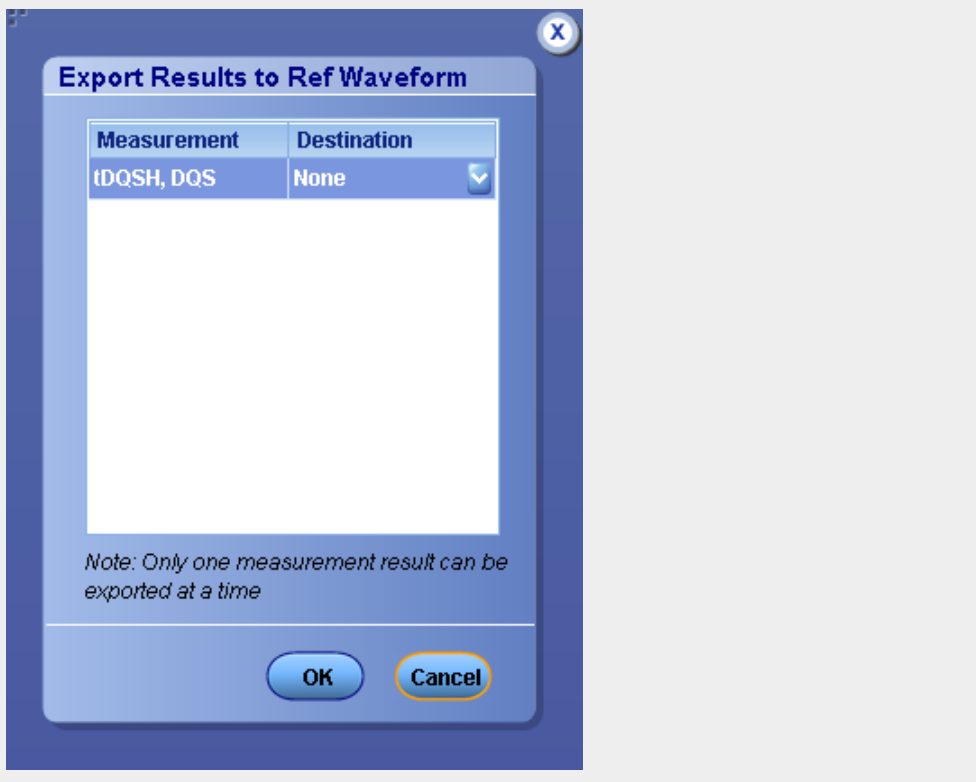 X
Export Results to Ref Waveform
Measurement Destination
tDQSH, DQS None
Note: Only one measurement result can be
exported at a time
OK Cancel